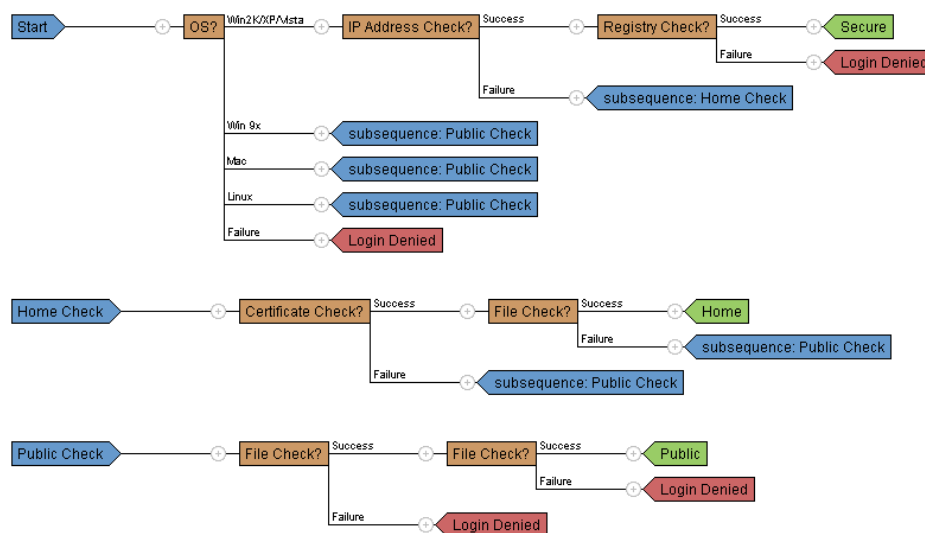 Start
OS?
Win2K/XP/Vista
IP Address Check?
Success
Registry Check?
Success
Secure
Failure
Login Denied
Failure
subsequence: Home Check
Win 9x
subsequence: Public Check
Mac
subsequence: Public Check
Linux
subsequence: Public Check
Failure
Login Denied
Home Check
Certificate Check?
Success
File Check?
Success
Home
Failure
subsequence: Public Check
Failure
subsequence: Public Check
Public Check
File Check?
Success
File Check?
Success
Public
Failure
Login Denied
Failure
Login Denied